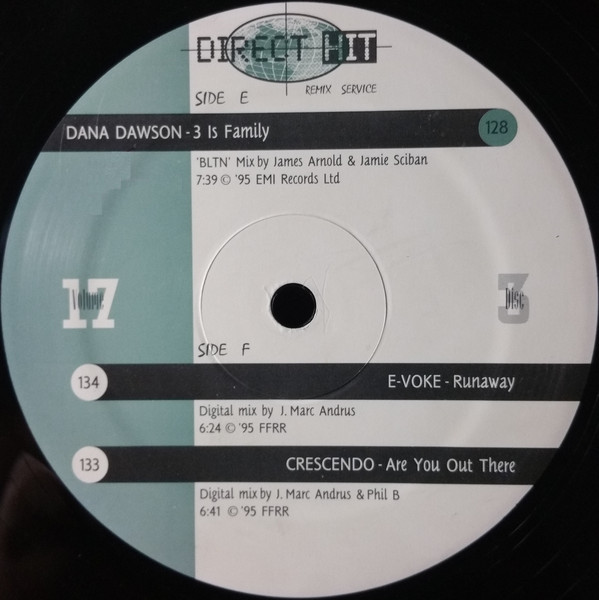 DIRECT HIT
REMIX SERVICE
SIDE E
DANA DAWSON - 3 Is Family
128
'BLTN' Mix by James Arnold & Jamie Sciban
7:39 © '95 EMI Records Ltd
Volume 17
Disc 3
SIDE F
134
E-VOKE - Runaway
Digital mix by J. Marc Andrus
6:24 © '95 FFRR
133
CRESCENDO - Are You Out There
Digital mix by J. Marc Andrus & Phil B
6:41 © '95 FFRR